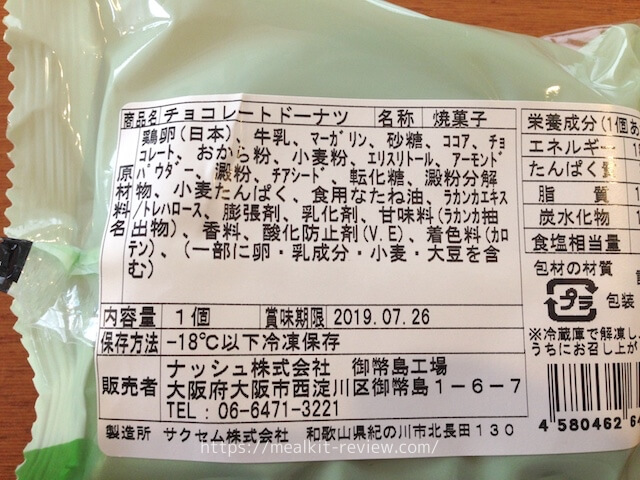 商品名 チョコレートドーナツ 名称 焼菓子
原材料名
鶏卵(日本)、牛乳、マーガリン、砂糖、ココア、チョ
コレート、おから粉、小麦粉、エリスリトール、アーモンド
パウダー、澱粉、チアシード、転化糖、澱粉分解
物、小麦たんぱく、食用なたね油、ラカンカエキス
/トレハロース、膨張剤、乳化剤、甘味料(ラカンカ抽
出物)、香料、酸化防止剤(V.E)、着色料(カロ
テン)、(一部に卵・乳成分・小麦・大豆を含
む)
内容量 1個 賞味期限 2019.07.26
保存方法 -18℃以下冷凍保存
販売者 ナッシュ株式会社 御幣島工場
大阪府大阪市西淀川区御幣島1-6-7
TEL:06-6471-3221
製造所 サクセム株式会社 和歌山県紀の川市北長田130
栄養成分(1個あ
エネルギー
たんぱく質
脂質
炭水化物
食塩相当量
包材の材質
プラ 包装
※冷蔵庫で解凍し、
うちにお召し上が
4 580462 64
https://mealkit-review.com/